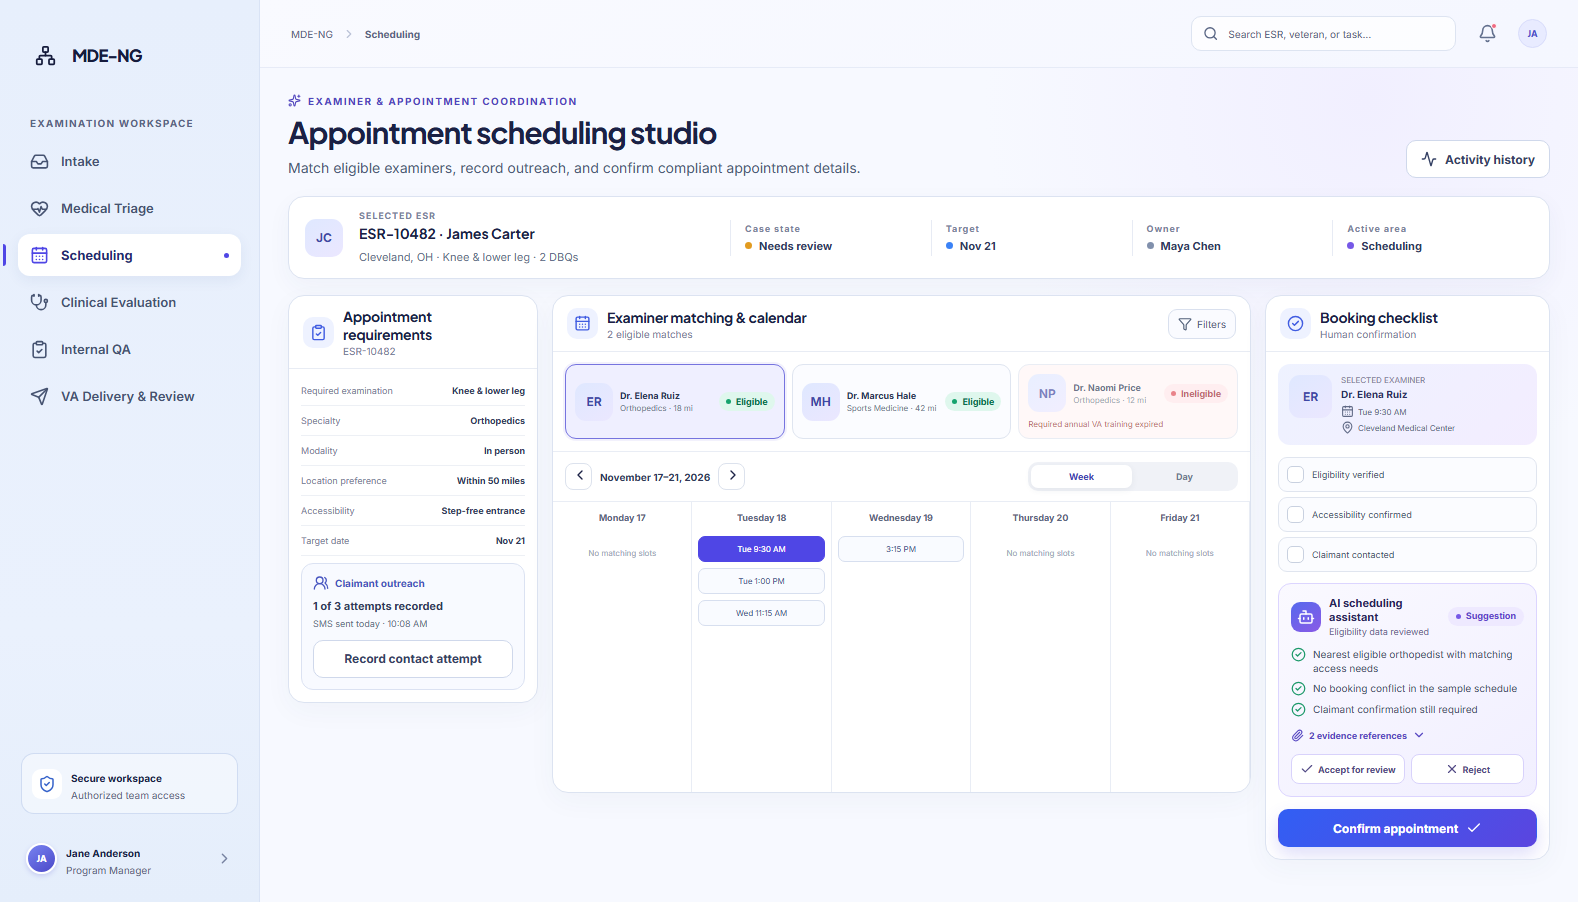 MDE-NG
EXAMINATION WORKSPACE
Intake
Medical Triage
Scheduling
Clinical Evaluation
Internal QA
VA Delivery & Review
Secure workspace
Authorized team access
JA
Jane Anderson
Program Manager
MDE-NG
Scheduling
Search ESR, veteran, or task...
JA
EXAMINER & APPOINTMENT COORDINATION
Appointment scheduling studio
Match eligible examiners, record outreach, and confirm compliant appointment details.
Activity history
JC
SELECTED ESR
ESR-10482 · James Carter
Cleveland, OH · Knee & lower leg · 2 DBQs
Case state
Needs review
Target
Nov 21
Owner
Maya Chen
Active area
Scheduling
Appointment
requirements
ESR-10482
Required examination
Knee & lower leg
Specialty
Orthopedics
Modality
In person
Location preference
Within 50 miles
Accessibility
Step-free entrance
Target date
Nov 21
Claimant outreach
1 of 3 attempts recorded
SMS sent today · 10:08 AM
Record contact attempt
Examiner matching & calendar
2 eligible matches
Filters
ER
Dr. Elena Ruiz
Orthopedics · 18 mi
Eligible
MH
Dr. Marcus Hale
Sports Medicine · 42 mi
Eligible
NP
Dr. Naomi Price
Orthopedics · 12 mi
Ineligible
Required annual VA training expired
November 17–21, 2026
Week
Day
Monday 17
No matching slots
Tuesday 18
Tue 9:30 AM
Tue 1:00 PM
Wed 11:15 AM
Wednesday 19
3:15 PM
Thursday 20
No matching slots
Friday 21
No matching slots
Booking checklist
Human confirmation
ER
SELECTED EXAMINER
Dr. Elena Ruiz
Tue 9:30 AM
Cleveland Medical Center
Eligibility verified
Accessibility confirmed
Claimant contacted
AI scheduling
assistant
Eligibility data reviewed
Suggestion
Nearest eligible orthopedist with matching
access needs
No booking conflict in the sample schedule
Claimant confirmation still required
2 evidence references
Accept for review
Reject
Confirm appointment